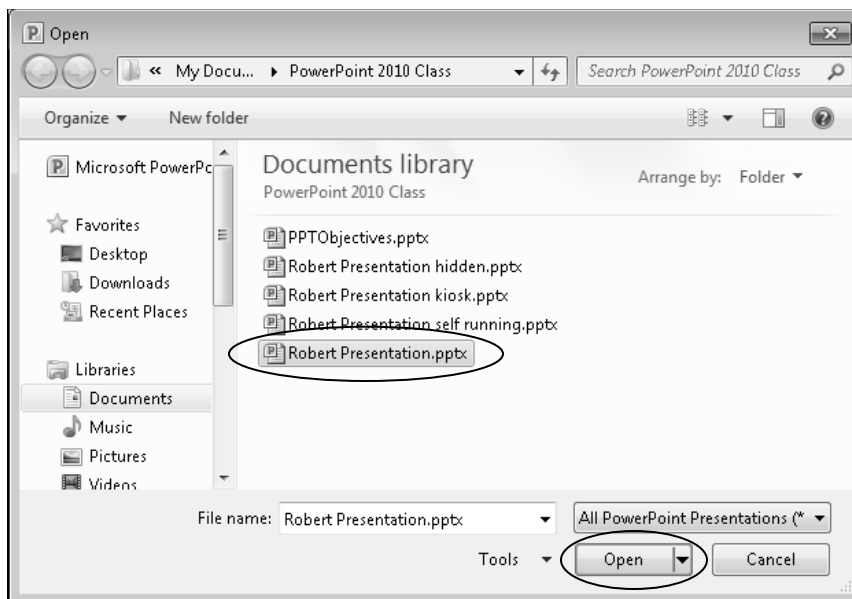 Open
« My Docu... ▸ PowerPoint 2010 Class
Search PowerPoint 2010 Class
Organize
New folder
Microsoft PowerPo
Favorites
Desktop
Downloads
Recent Places
Libraries
Documents
Music
Pictures
Videos
Documents library
PowerPoint 2010 Class
Arrange by: Folder
PPTObjectives.pptx
Robert Presentation hidden.pptx
Robert Presentation kiosk.pptx
Robert Presentation self running.pptx
Robert Presentation.pptx
File name: Robert Presentation.pptx
All PowerPoint Presentations (*
Tools
Open
Cancel